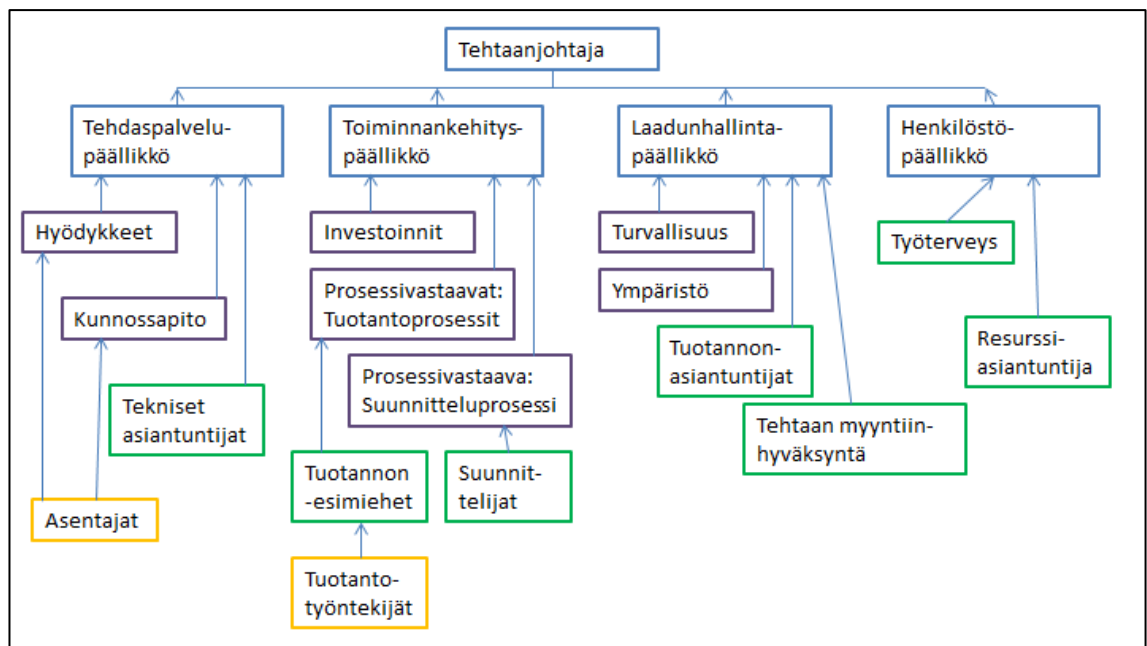 Tehtaanjohtaja
Tehdaspalvelu-
päällikkö
Toiminnankehitys-
päällikkö
Laadunhallinta-
päällikkö
Henkilöstö-
päällikkö
Hyödykkeet
Investoinnit
Turvallisuus
Työterveys
Kunnossapito
Prosessivastaavat:
Tuotantoprosessit
Ympäristö
Tuotannon-
asiantuntijat
Resurssi-
asiantuntija
Tekniset
asiantuntijat
Prosessivastaava:
Suunnitteluprosessi
Tehtaan myyntiin-
hyväksyntä
Tuotannon
-esimiehet
Suunnit-
telijat
Asentajat
Tuotanto-
työntekijät